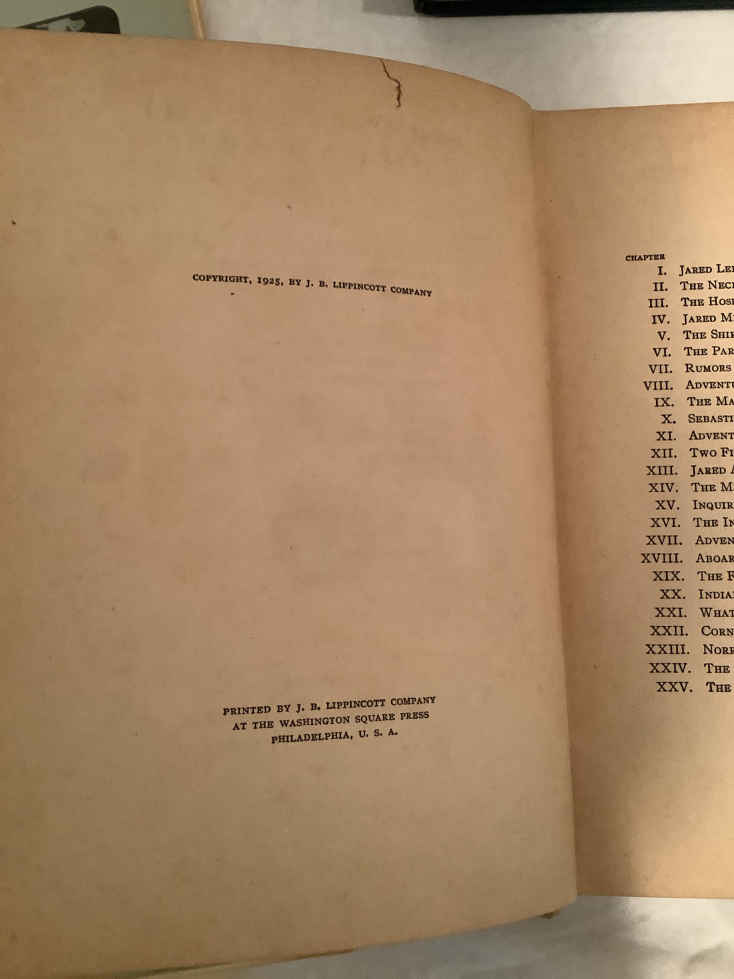 COPYRIGHT, 1925, BY J. B. LIPPINCOTT COMPANY
PRINTED BY J. B. LIPPINCOTT COMPANY
AT THE WASHINGTON SQUARE PRESS
PHILADELPHIA, U. S. A.
CHAPTER
I. JARED
II. THE
III. THE
IV. JARED
V. THE
VI. THE
VII. RUMORS
VIII.
IX. THE
X.
XI.
XII. TWO
XIII. JARED
XIV. THE
XV.
XVI. THE
XVII.
XVIII.
XIX. THE
XX.
XXI.
XXII.
XXIII.
XXIV. THE
XXV. THE